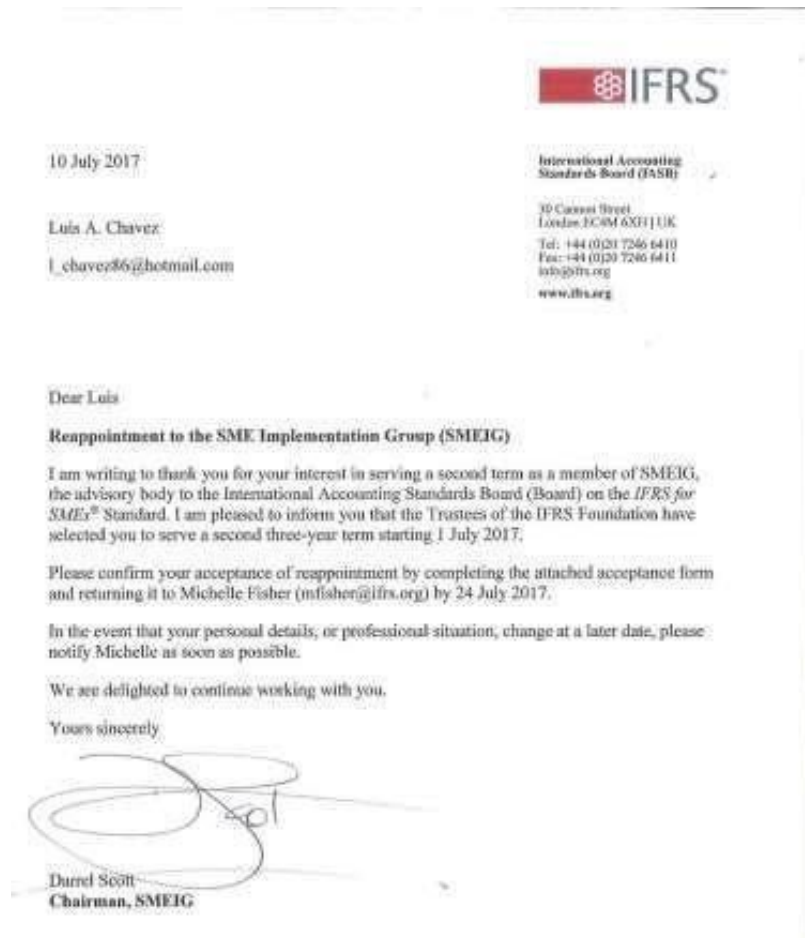 IFRS
10 July 2017
International Accounting
Standards Board (IASB)
30 Cannon Street
London EC4M 6XH | UK
Luis A. Chavez
Tel: +44 (0)20 7246 6410
Fax: +44 (0)20 7246 6411
l_chavez86@hotmail.com
info@ifrs.org
www.ifrs.org
Dear Luis
Reappointment to the SME Implementation Group (SMEIG)
I am writing to thank you for your interest in serving a second term as a member of SMEIG,
the advisory body to the International Accounting Standards Board (Board) on the IFRS for
SMEs® Standard. I am pleased to inform you that the Trustees of the IFRS Foundation have
selected you to serve a second three-year term starting 1 July 2017.
Please confirm your acceptance of reappointment by completing the attached acceptance form
and returning it to Michelle Fisher (mfisher@ifrs.org) by 24 July 2017.
In the event that your personal details, or professional situation, change at a later date, please
notify Michelle as soon as possible.
We are delighted to continue working with you.
Yours sincerely
Darrel Scott
Chairman, SMEIG